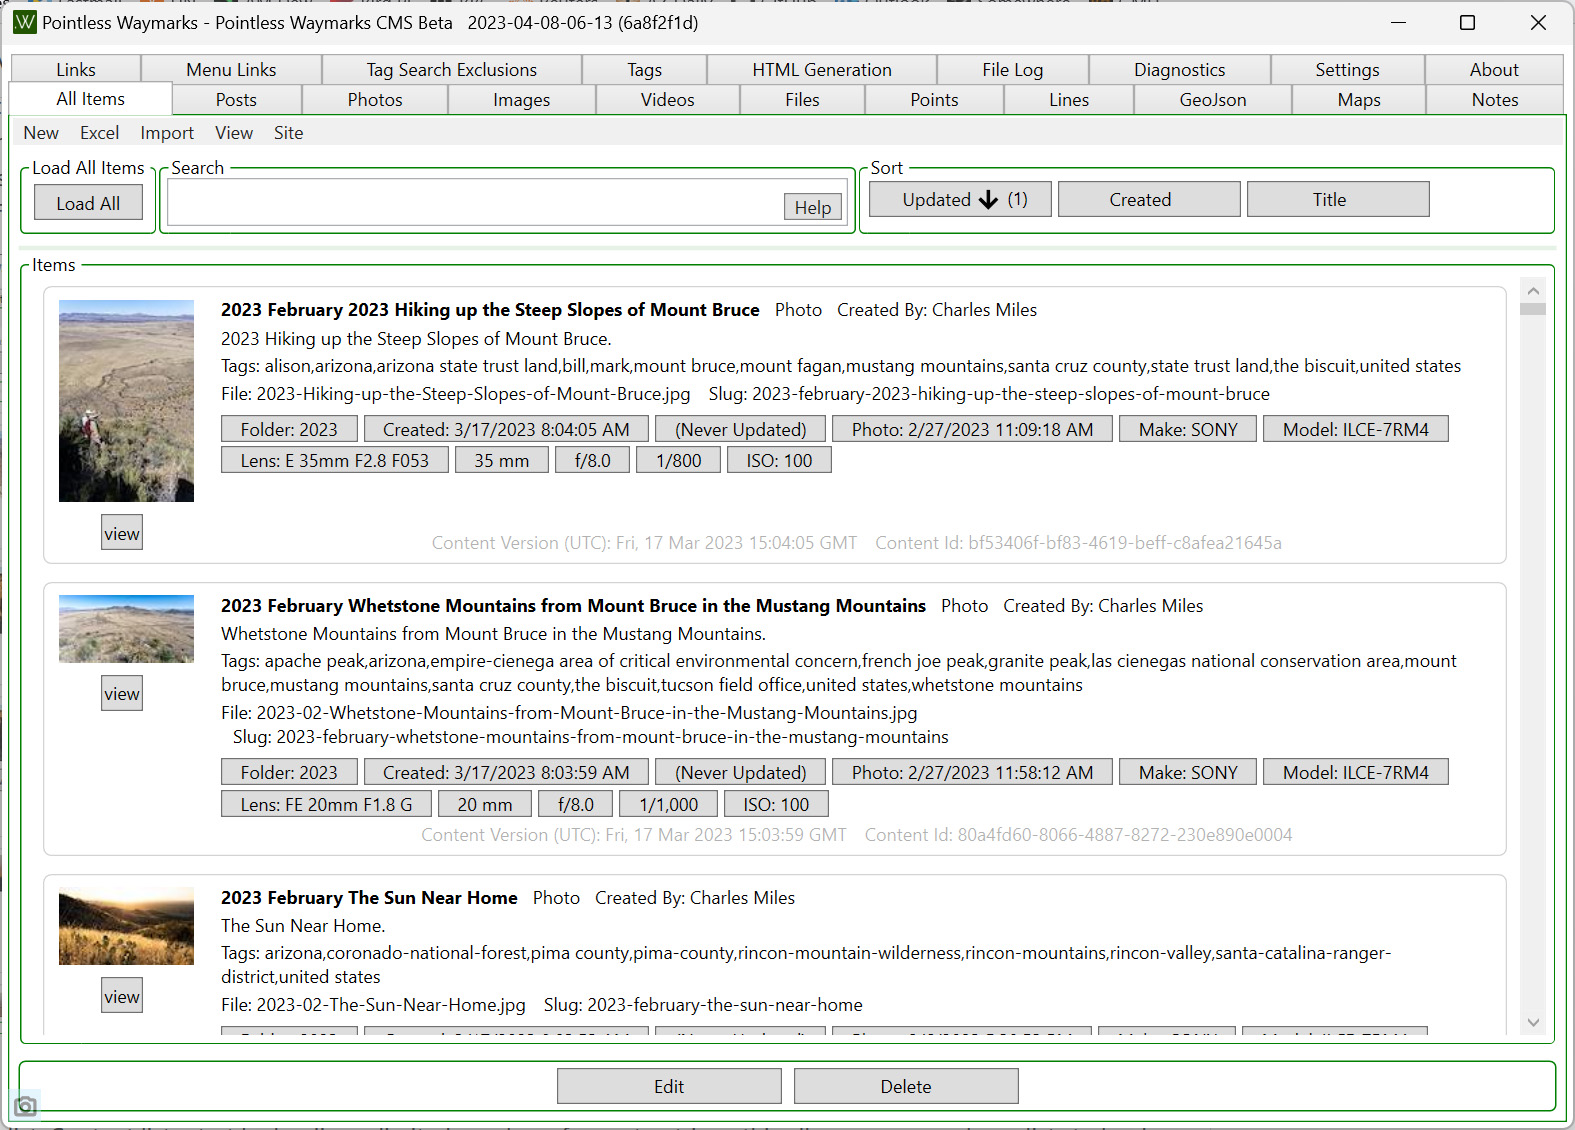 Pointless Waymarks - Pointless Waymarks CMS Beta 2023-04-08-06-13 (6a8f2f1d)
Links Menu Links Tag Search Exclusions Tags HTML Generation File Log Diagnostics Settings About
All Items Posts Photos Images Videos Files Points Lines GeoJson Maps Notes
New Excel Import View Site
Load All Items Search Sort
Load All Help Updated (1) Created Title
Items
2023 February 2023 Hiking up the Steep Slopes of Mount Bruce Photo Created By: Charles Miles
2023 Hiking up the Steep Slopes of Mount Bruce.
Tags: alison,arizona,arizona state trust land,bill,mark,mount bruce,mount fagan,mustang mountains,santa cruz county,state trust land,the biscuit,united states
File: 2023-Hiking-up-the-Steep-Slopes-of-Mount-Bruce.jpg Slug: 2023-february-2023-hiking-up-the-steep-slopes-of-mount-bruce
Folder: 2023 Created: 3/17/2023 8:04:05 AM (Never Updated) Photo: 2/27/2023 11:09:18 AM Make: SONY Model: ILCE-7RM4
Lens: E 35mm F2.8 F053 35 mm f/8.0 1/800 ISO: 100
view
Content Version (UTC): Fri, 17 Mar 2023 15:04:05 GMT Content Id: bf53406f-bf83-4619-beff-c8afea21645a
2023 February Whetstone Mountains from Mount Bruce in the Mustang Mountains Photo Created By: Charles Miles
Whetstone Mountains from Mount Bruce in the Mustang Mountains.
Tags: apache peak,arizona,empire-cienega area of critical environmental concern,french joe peak,granite peak,las cienegas national conservation area,mount
bruce,mustang mountains,santa cruz county,the biscuit,tucson field office,united states,whetstone mountains
view
File: 2023-02-Whetstone-Mountains-from-Mount-Bruce-in-the-Mustang-Mountains.jpg
Slug: 2023-february-whetstone-mountains-from-mount-bruce-in-the-mustang-mountains
Folder: 2023 Created: 3/17/2023 8:03:59 AM (Never Updated) Photo: 2/27/2023 11:58:12 AM Make: SONY Model: ILCE-7RM4
Lens: FE 20mm F1.8 G 20 mm f/8.0 1/1,000 ISO: 100
Content Version (UTC): Fri, 17 Mar 2023 15:03:59 GMT Content Id: 80a4fd60-8066-4887-8272-230e890e0004
2023 February The Sun Near Home Photo Created By: Charles Miles
The Sun Near Home.
Tags: arizona,coronado-national-forest,pima county,pima-county,rincon-mountain-wilderness,rincon-mountains,rincon-valley,santa-catalina-ranger-
district,united states
view
File: 2023-02-The-Sun-Near-Home.jpg Slug: 2023-february-the-sun-near-home
Edit Delete